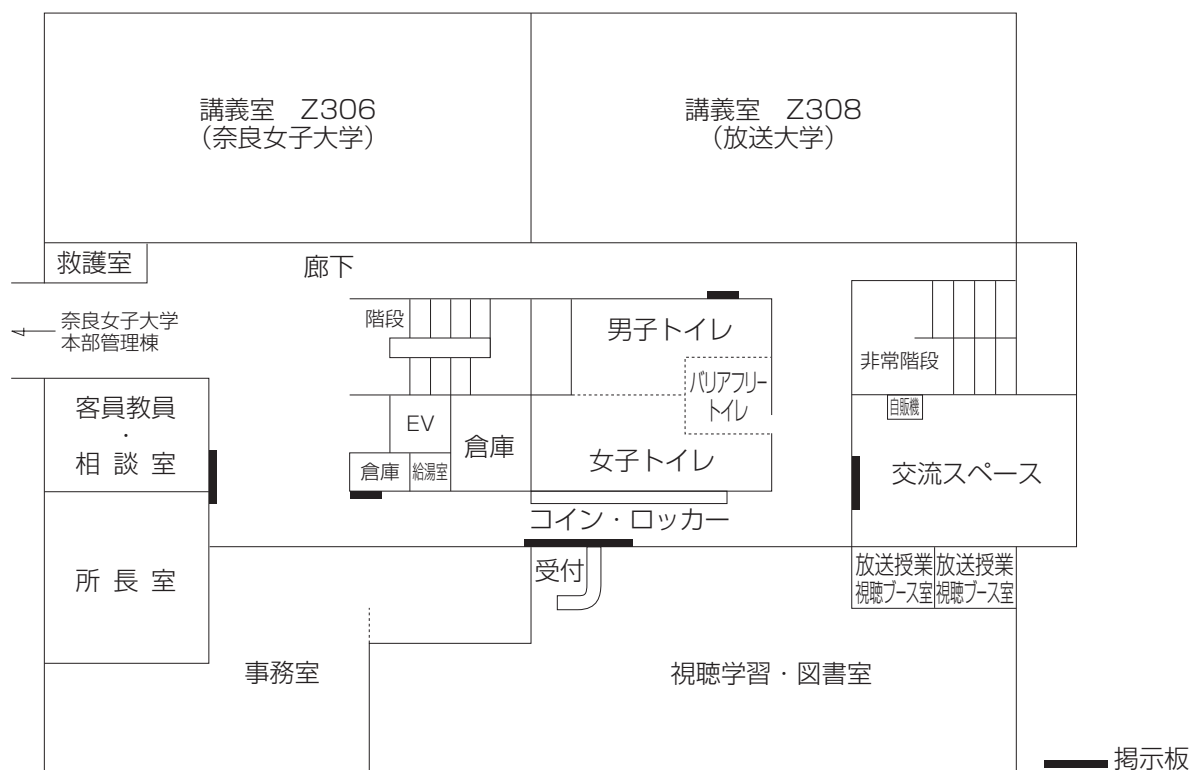 講義室　Z306
（奈良女子大学）
講義室　Z308
（放送大学）
救護室
廊下
奈良女子大学
本部管理棟
階段
男子トイレ
バリアフリー
トイレ
非常階段
客員教員
・
相 談 室
EV
倉庫
自販機
倉庫
給湯室
女子トイレ
交流スペース
コイン・ロッカー
所 長 室
受付
放送授業
視聴ブース室
放送授業
視聴ブース室
事務室
視聴学習・図書室
掲示板